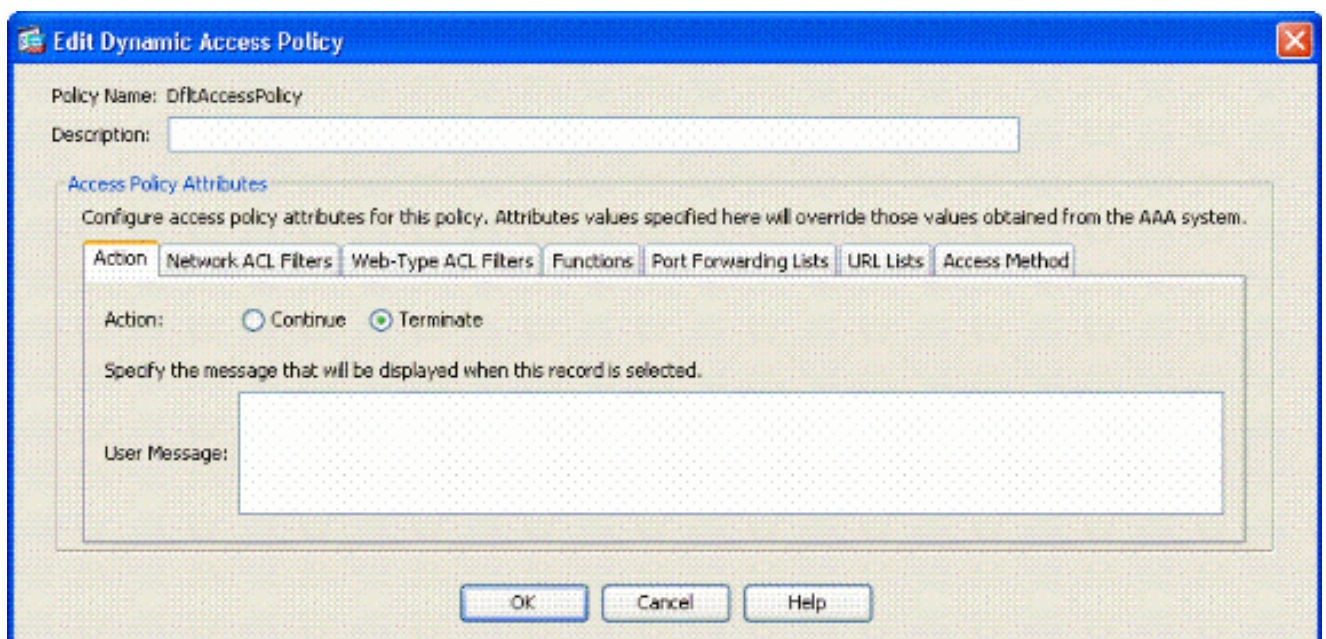 Edit Dynamic Access Policy
Policy Name: DfltAccessPolicy
Description:
Access Policy Attributes
Configure access policy attributes for this policy. Attributes values specified here will override those values obtained from the AAA system.
Action Network ACL Filters Web-Type ACL Filters Functions Port Forwarding Lists URL Lists Access Method
Action: Continue Terminate
Specify the message that will be displayed when this record is selected.
User Message:
OK Cancel Help